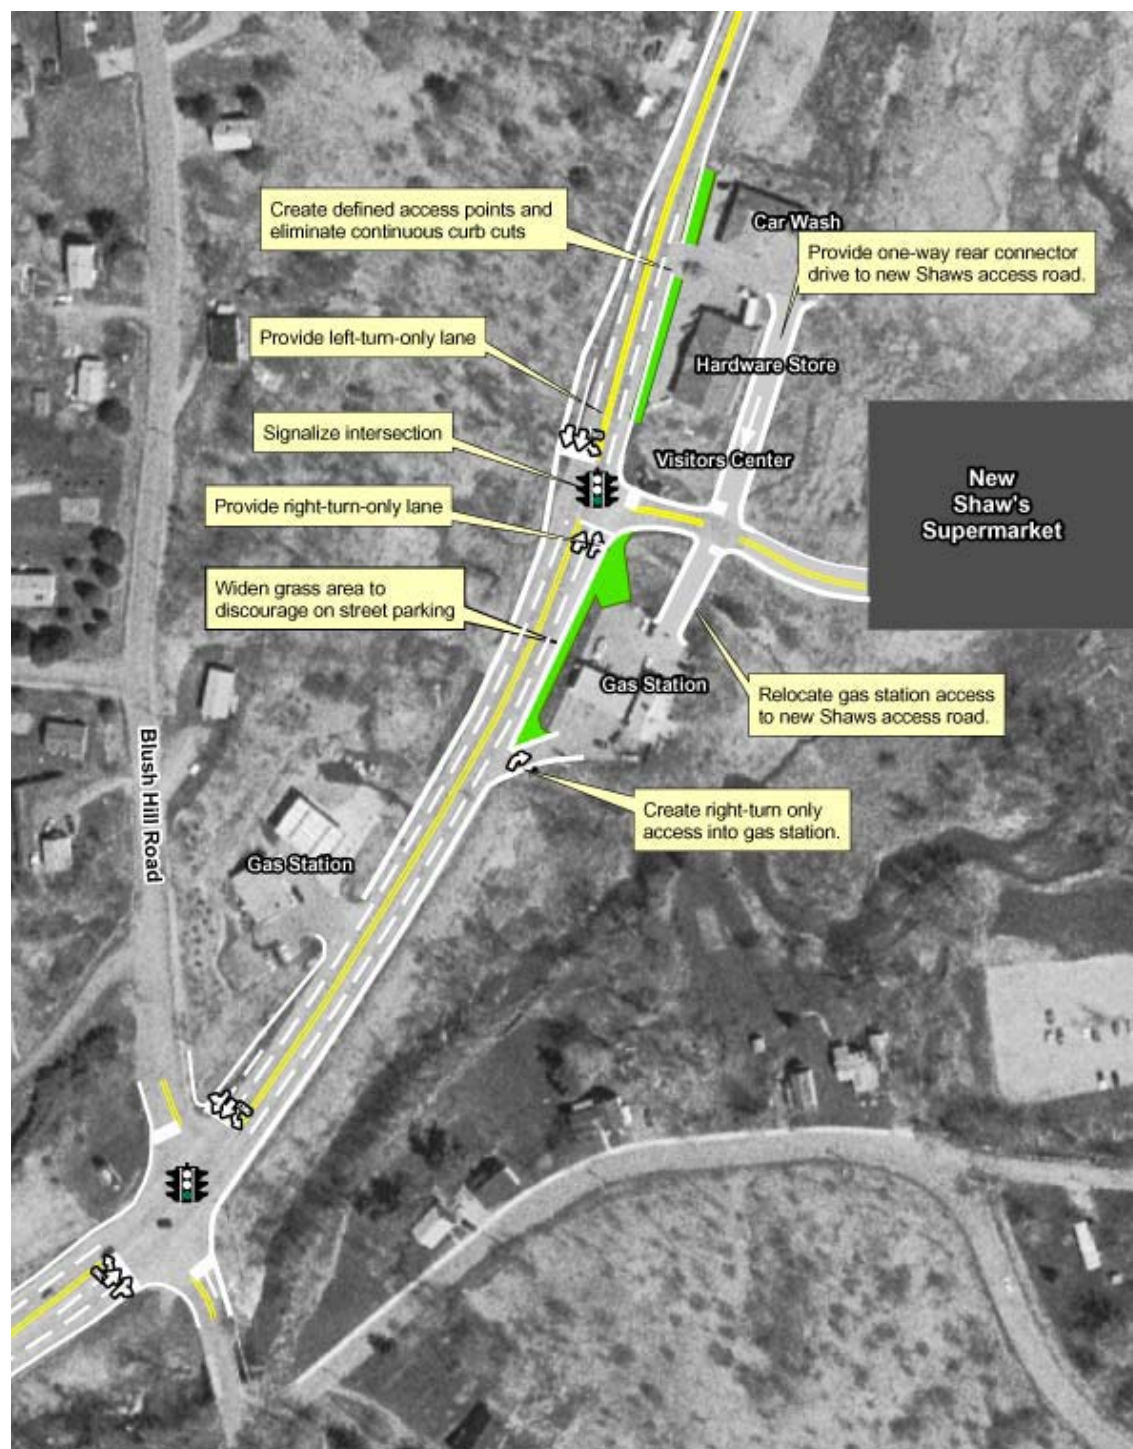 Create defined access points and
eliminate continuous curb cuts
Car Wash
Provide one-way rear connector
drive to new Shaws access road.
Provide left-turn-only lane
Hardware Store
Signalize intersection
Visitors Center
New
Shaw's
Supermarket
Provide right-turn-only lane
Widen grass area to
discourage on street parking
Gas Station
Relocate gas station access
to new Shaws access road.
Blush Hill Road
Create right-turn only
access into gas station.
Gas Station